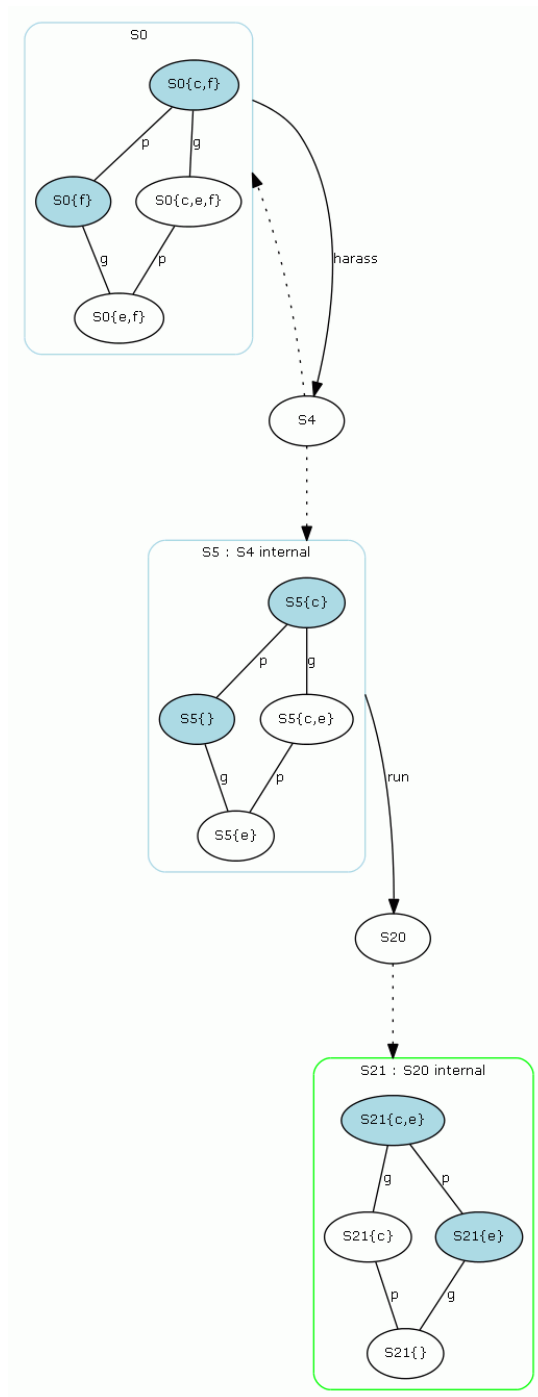 S0
S0{c,f}
p
g
S0{f}
S0{c,e,f}
g
p
S0{e,f}
harass
S4
S5 : S4 internal
S5{c}
p
g
S5{}
S5{c,e}
g
p
S5{e}
run
S20
S21 : S20 internal
S21{c,e}
g
p
S21{c}
S21{e}
p
g
S21{}